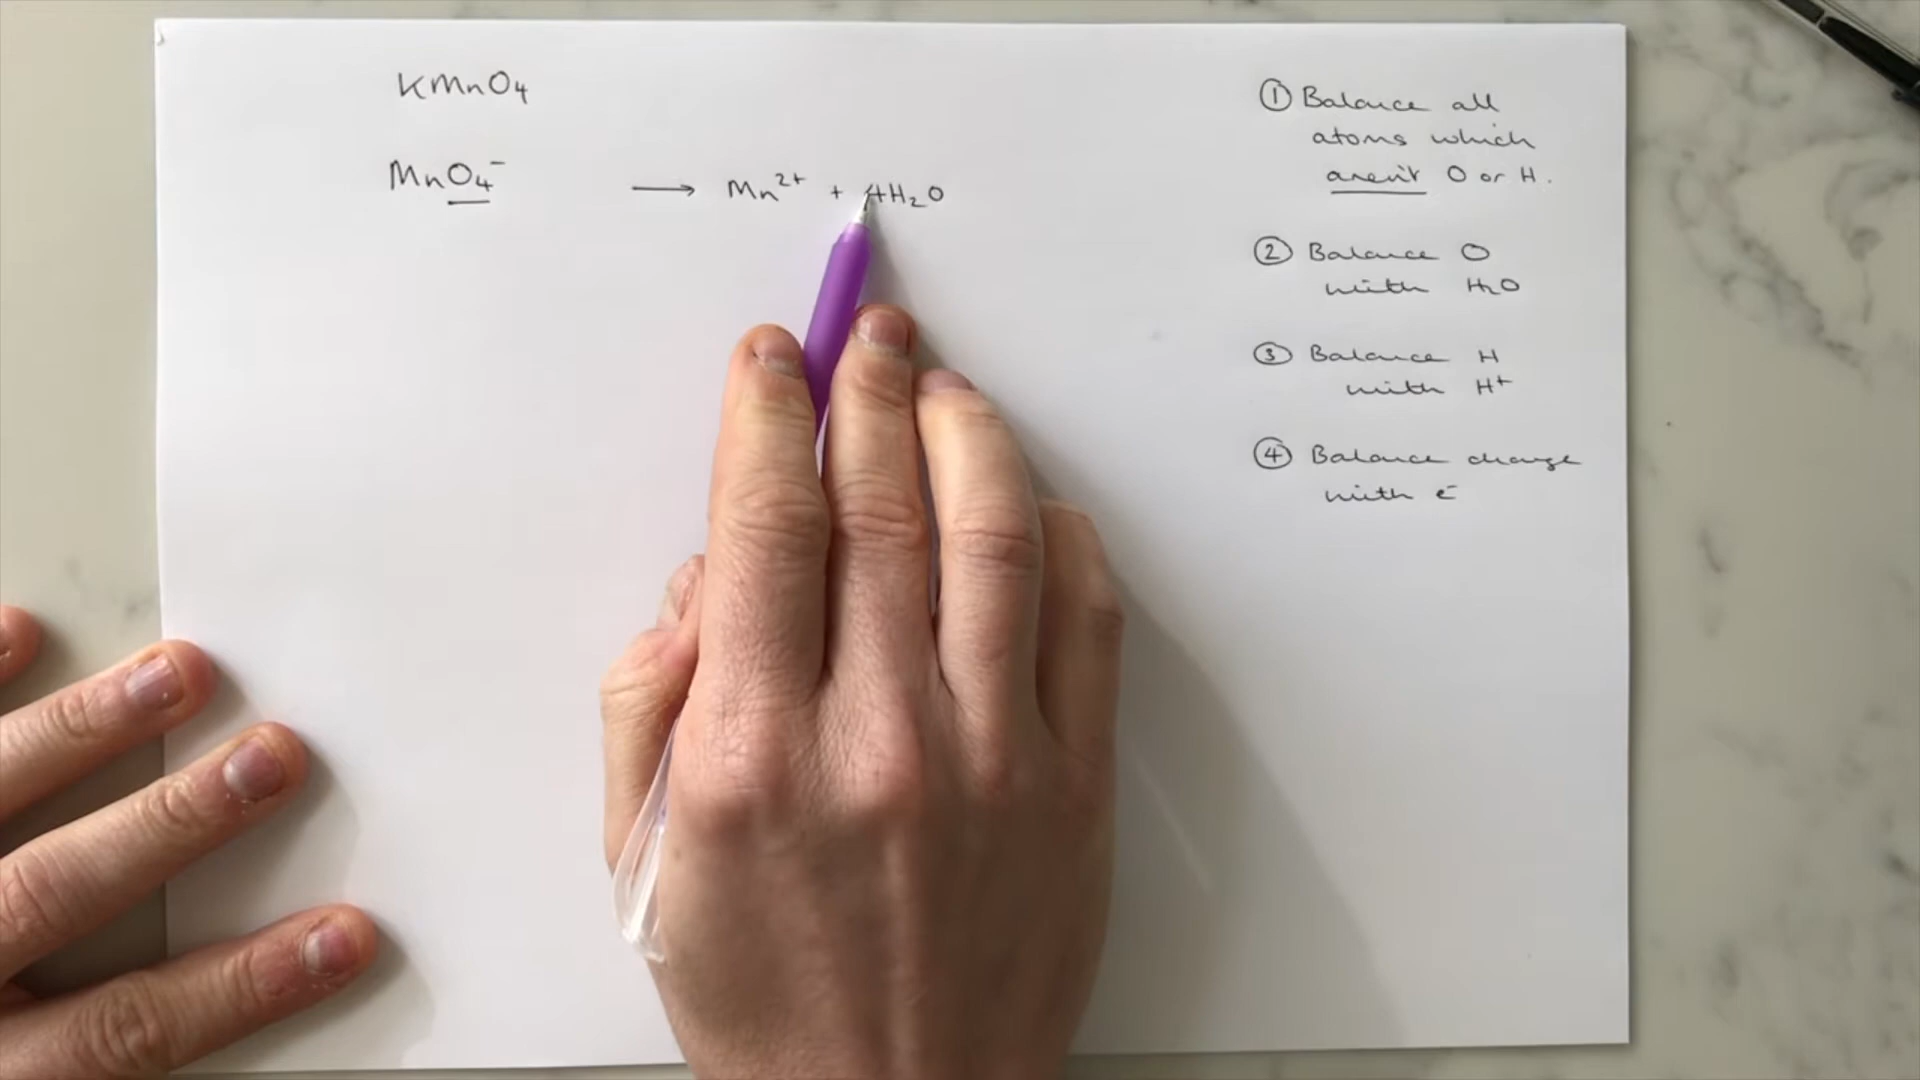 KMnO₄
MnO₄⁻ → Mn²⁺ + 4H₂O
① Balance all
atoms which
aren't O or H.
② Balance O
with H₂O
③ Balance H
with H⁺
④ Balance charge
with e⁻